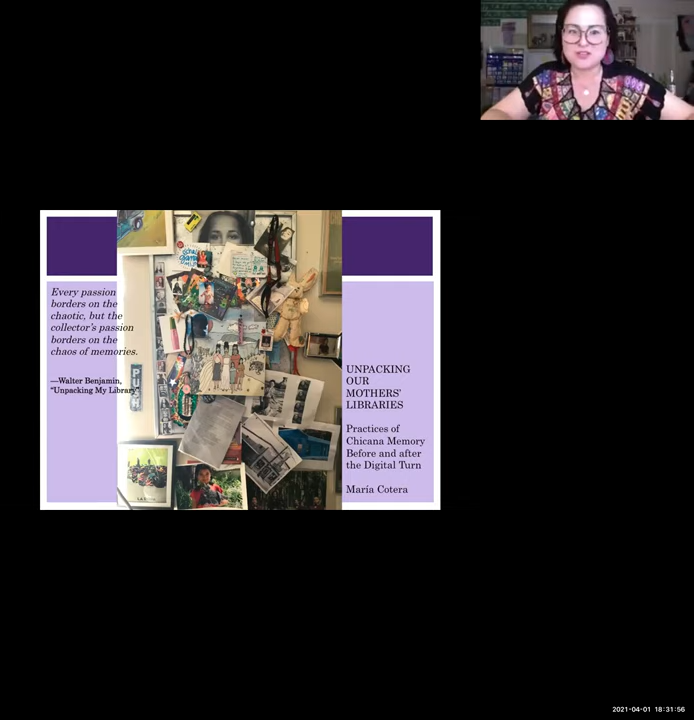 Every passion
borders on the
chaotic, but the
collector's passion
borders on the
chaos of memories.
—Walter Benjamin,
"Unpacking My Library"
PUSH
UNPACKING
OUR
MOTHERS'
LIBRARIES
Practices of
Chicana Memory
Before and after
the Digital Turn
María Cotera
2021-04-01 18:31:56